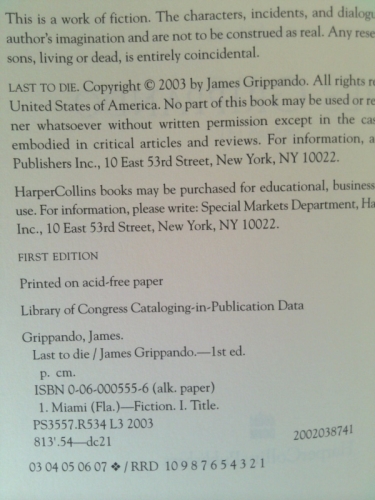 This is a work of fiction. The characters, incidents, and
author's imagination and are not to be construed as real. Any
sons, living or dead, is entirely coincidental.
LAST TO DIE. Copyright © 2003 by James Grippando. All rights
United States of America. No part of this book may be used or
ner whatsoever without written permission except in the
embodied in critical articles and reviews. For information,
Publishers Inc., 10 East 53rd Street, New York, NY 10022.
HarperCollins books may be purchased for educational, business
use. For information, please write: Special Markets Department,
Inc., 10 East 53rd Street, New York, NY 10022.
FIRST EDITION
Printed on acid-free paper
Library of Congress Cataloging-in-Publication Data
Grippando, James.
Last to die / James Grippando.—1st ed.
p. cm.
ISBN 0-06-000555-6 (alk. paper)
1. Miami (Fla.)—Fiction. I. Title.
PS3557.R534 L3 2003
813'.54—dc21
2002038741
03 04 05 06 07 ❖/RRD 10 9 8 7 6 5 4 3 2 1